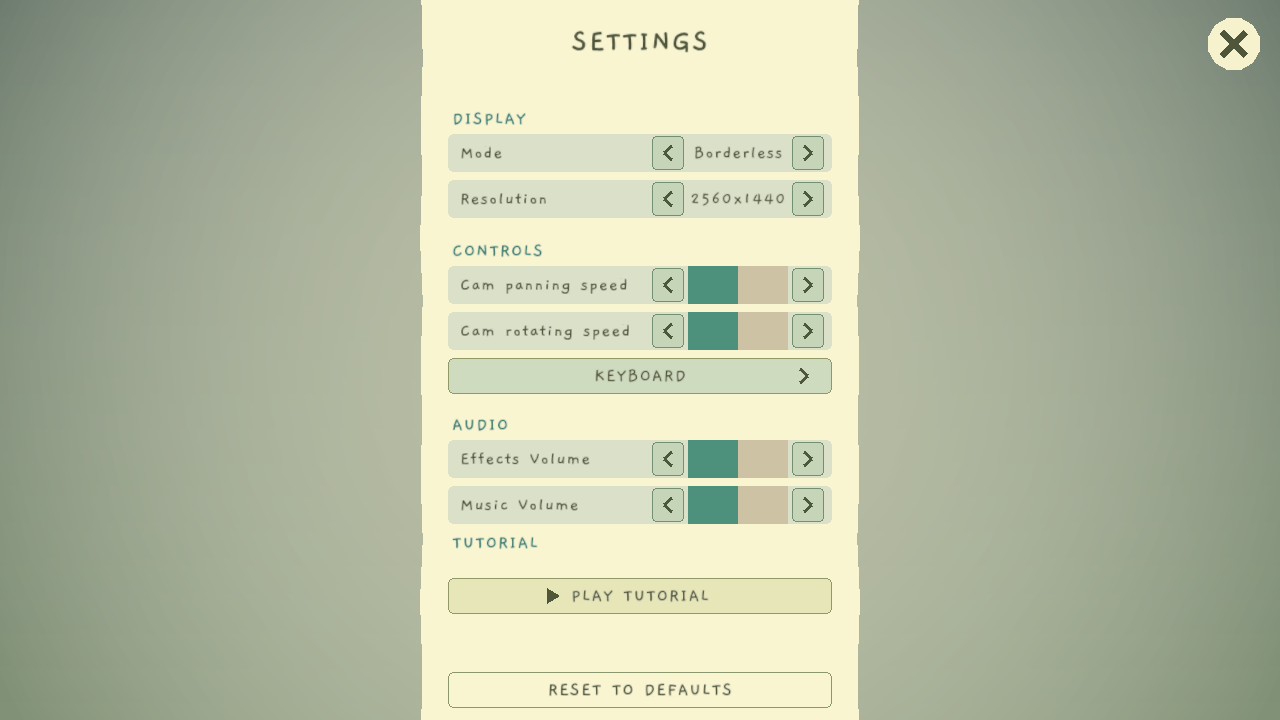 SETTINGS
DISPLAY
Mode Borderless
Resolution 2560x1440
CONTROLS
Cam panning speed
Cam rotating speed
KEYBOARD
AUDIO
Effects Volume
Music Volume
TUTORIAL
PLAY TUTORIAL
RESET TO DEFAULTS